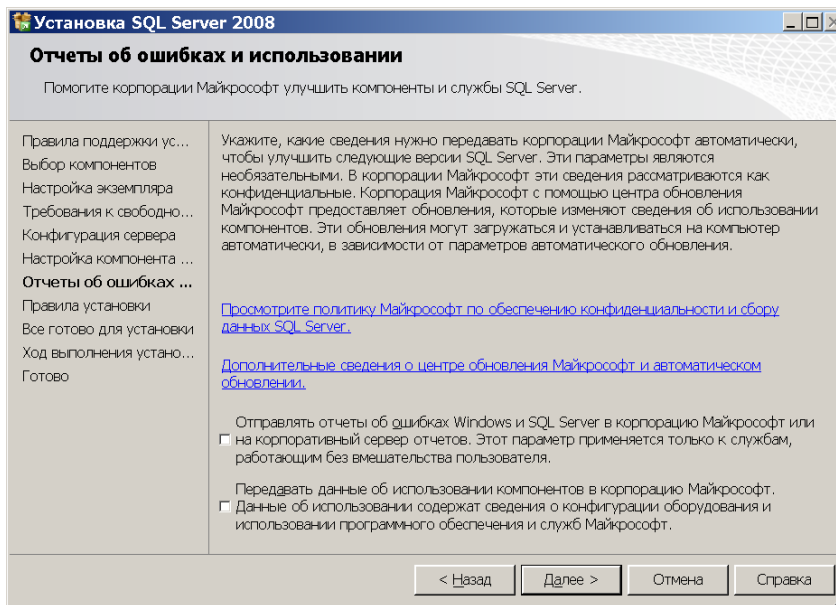 Установка SQL Server 2008
Отчеты об ошибках и использовании
Помогите корпорации Майкрософт улучшить компоненты и службы SQL Server.
Правила поддержки ус...
Выбор компонентов
Настройка экземпляра
Требования к свободно...
Конфигурация сервера
Настройка компонента ...
Отчеты об ошибках ...
Правила установки
Все готово для установки
Ход выполнения устано...
Готово
Укажите, какие сведения нужно передавать корпорации Майкрософт автоматически,
чтобы улучшить следующие версии SQL Server. Эти параметры являются
необязательными. В корпорации Майкрософт эти сведения рассматриваются как
конфиденциальные. Корпорация Майкрософт с помощью центра обновления
Майкрософт предоставляет обновления, которые изменяют сведения об использовании
компонентов. Эти обновления могут загружаться и устанавливаться на компьютер
автоматически, в зависимости от параметров автоматического обновления.
Просмотрите политику Майкрософт по обеспечению конфиденциальности и сбору
данных SQL Server.
Дополнительные сведения о центре обновления Майкрософт и автоматическом
обновлении.
Отправлять отчеты об ошибках Windows и SQL Server в корпорацию Майкрософт или
на корпоративный сервер отчетов. Этот параметр применяется только к службам,
работающим без вмешательства пользователя.
Передавать данные об использовании компонентов в корпорацию Майкрософт.
Данные об использовании содержат сведения о конфигурации оборудования и
использовании программного обеспечения и служб Майкрософт.
< Назад
Далее >
Отмена
Справка